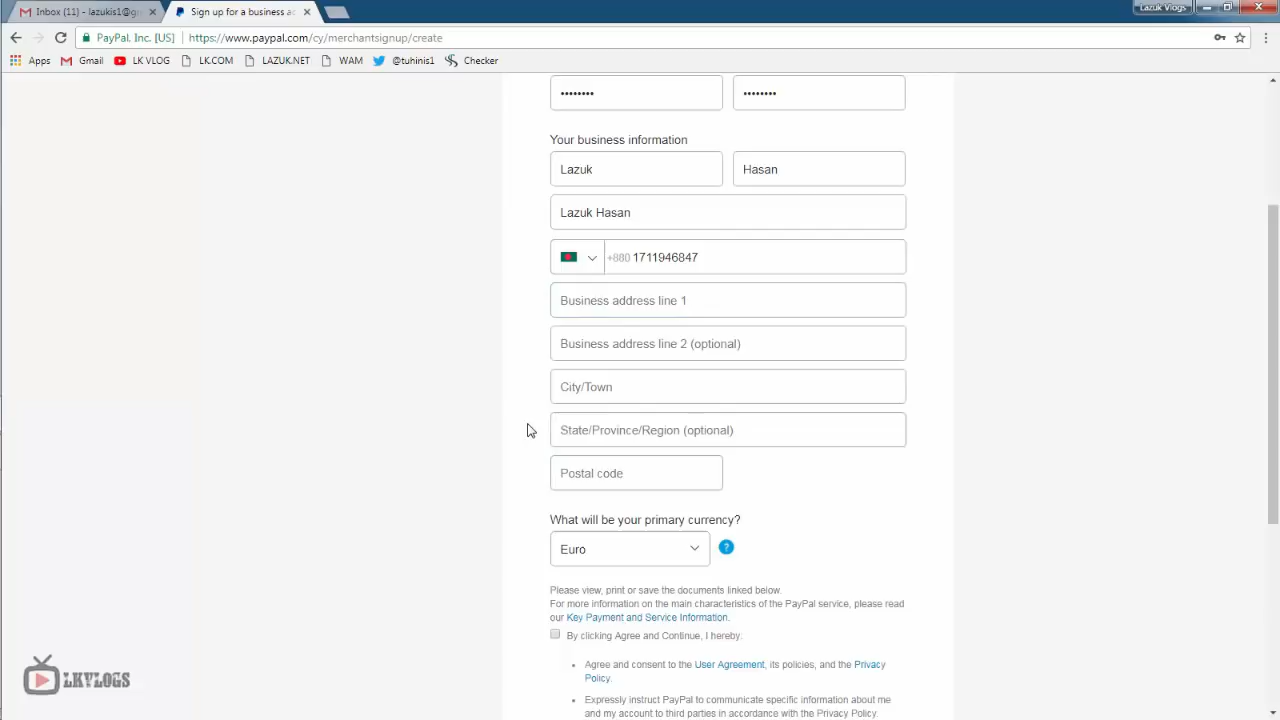 Inbox (11) - lazukis1@g
Sign up for a business a
Lazuk Vlogs
PayPal, Inc. [US]
https://www.paypal.com/cy/merchantsignup/create
Apps
Gmail
LK VLOG
LK.COM
LAZUK.NET
WAM
@tuhinis1
Checker
•••••••• ••••••••
Your business information
Lazuk
Hasan
Lazuk Hasan
+880 1711946847
Business address line 1
Business address line 2 (optional)
City/Town
State/Province/Region (optional)
Postal code
What will be your primary currency?
Euro
?
Please view, print or save the documents linked below.
For more information on the main characteristics of the PayPal service, please read
our Key Payment and Service Information.
By clicking Agree and Continue, I hereby:
• Agree and consent to the User Agreement, its policies, and the Privacy
Policy.
• Expressly instruct PayPal to communicate specific information about me
and my account to third parties in accordance with the Privacy Policy.
LKVLOGS